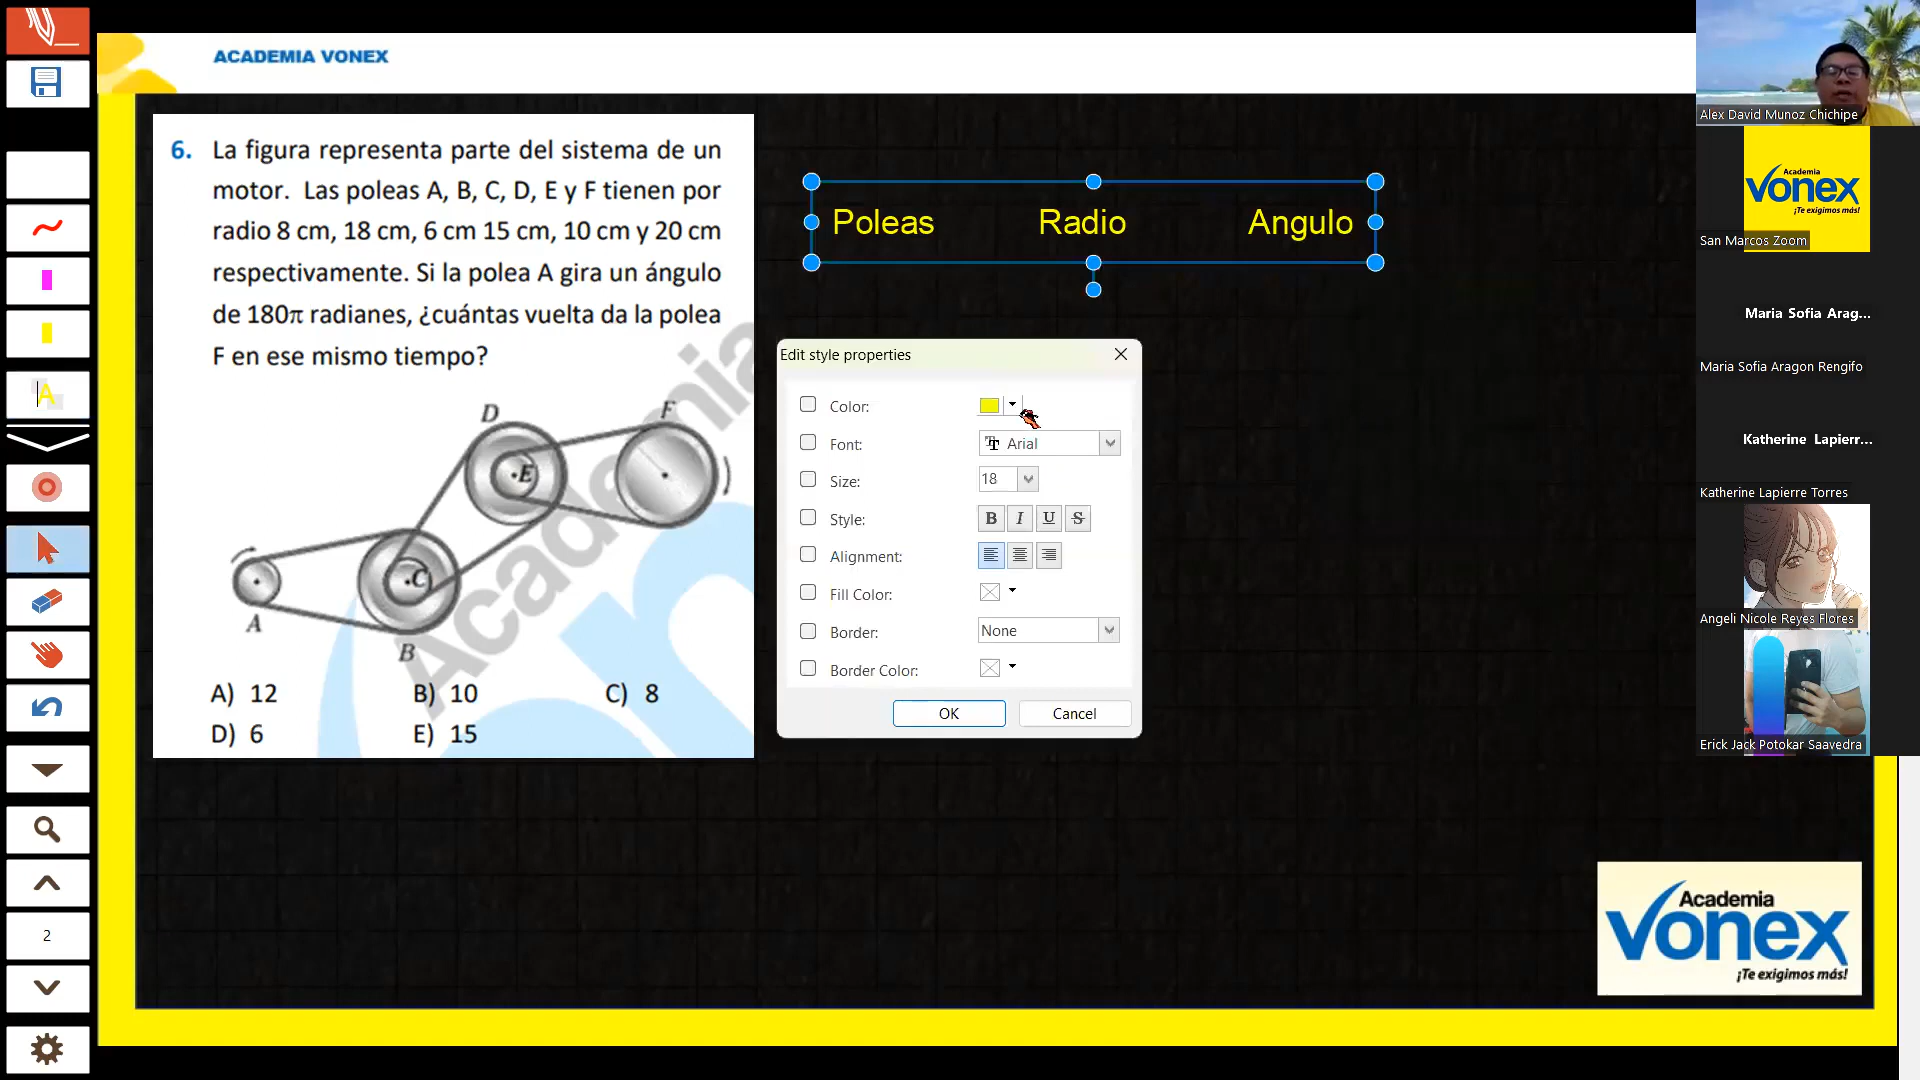 ACADEMIA VONEX
6. La figura representa parte del sistema de un
motor. Las poleas A, B, C, D, E y F tienen por
radio 8 cm, 18 cm, 6 cm 15 cm, 10 cm y 20 cm
respectivamente. Si la polea A gira un ángulo
de 180π radianes, ¿cuántas vuelta da la polea
F en ese mismo tiempo?
D
F
E
C
A
B
Academia
A) 12 B) 10 C) 8
D) 6 E) 15
Poleas Radio Angulo
Edit style properties
Color:
Font: Arial
Size: 18
Style: B I U S
Alignment:
Fill Color:
Border: None
Border Color:
OK Cancel
A
2
Alex David Munoz Chichipe
Academia
vonex
¡Te exigimos más!
San Marcos Zoom
Maria Sofia Arag...
Maria Sofia Aragon Rengifo
Katherine Lapierr...
Katherine Lapierre Torres
Angeli Nicole Reyes Flores
Erick Jack Potokar Saavedra
Academia
vonex
¡Te exigimos más!